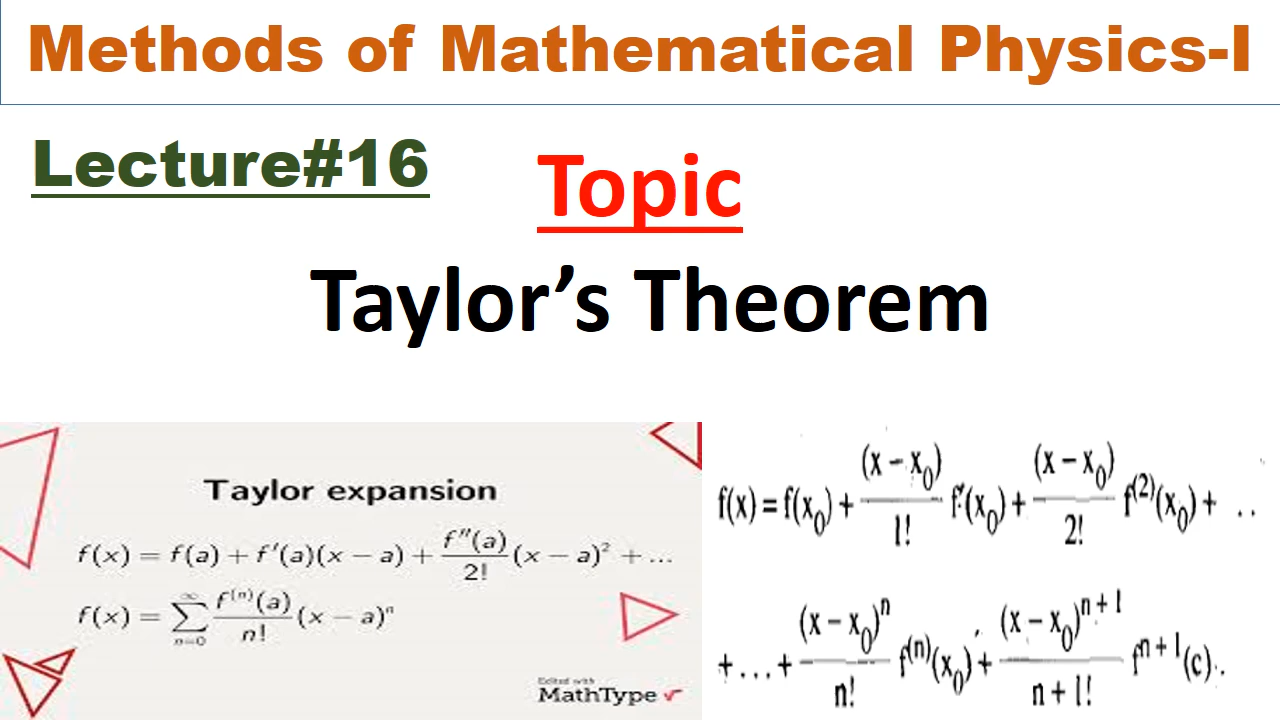 Methods of Mathematical Physics-I
Lecture#16
Topic
Taylor’s Theorem
Taylor expansion
f(x) = f(a) + f′(a)(x − a) + f″(a)/2! (x − a)² + ...
f(x) = ∑_{n=0}^{∞} f⁽ⁿ⁾(a)/n! (x − a)ⁿ
Edited with
MathType
f(x) = f(x₀) + (x − x₀)/1! f′(x₀) + (x − x₀)/2! f⁽²⁾(x₀) + ..
+ ... + (x − x₀)ⁿ/n! f⁽ⁿ⁾(x₀) + (x − x₀)ⁿ⁺¹/n + 1! fⁿ⁺¹(c).